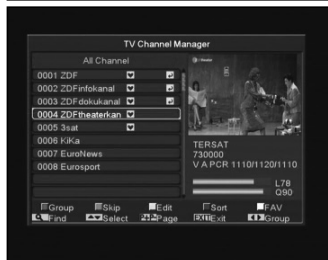 TV Channel Manager
All Channel
0001 ZDF
0002 ZDFinfokanal
0003 ZDFdokukanal
0004 ZDFtheaterkan
0005 3sat
0006 KiKa
0007 EuroNews
0008 Eurosport
TERSAT
730000
V A PCR 1110/1120/1110
L78
Q90
Group Skip Edit Sort FAV
Find Select Page EXIT Exit Group